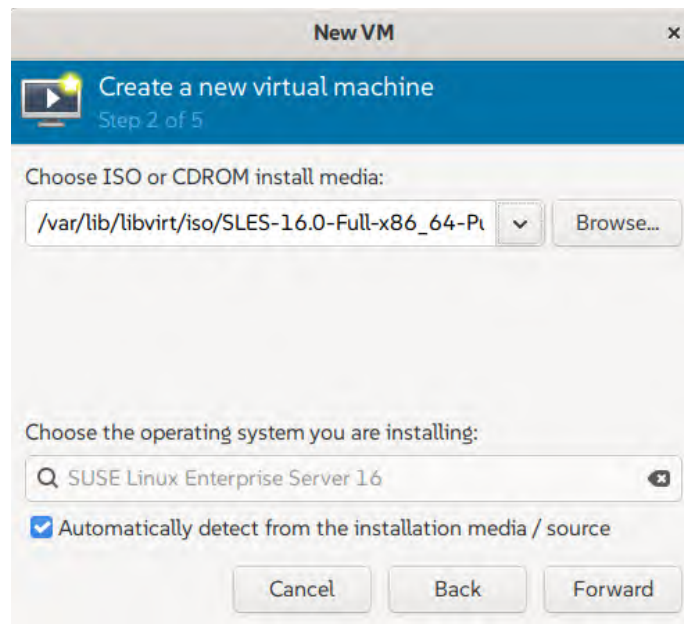 New VM
Create a new virtual machine
Step 2 of 5
Choose ISO or CDROM install media:
/var/lib/libvirt/iso/SLES-16.0-Full-x86_64-Pu
Browse...
Choose the operating system you are installing:
SUSE Linux Enterprise Server 16
Automatically detect from the installation media / source
Cancel Back Forward